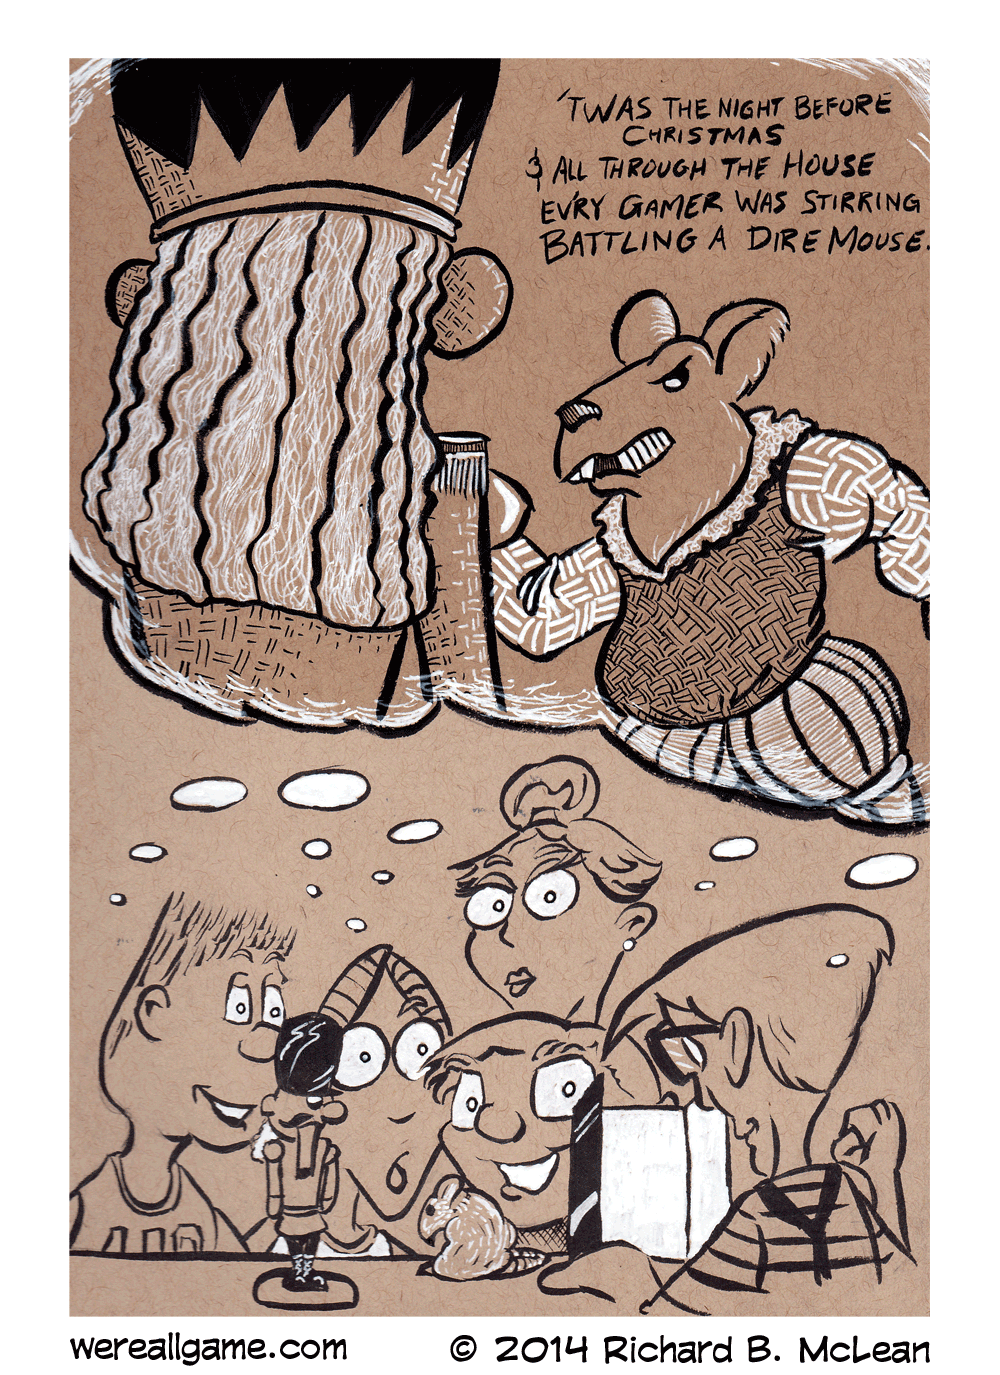 'TWAS THE NIGHT BEFORE
CHRISTMAS
& ALL THROUGH THE HOUSE
EV'RY GAMER WAS STIRRING
BATTLING A DIRE MOUSE.
wereallgame.com
© 2014 Richard B. McLean